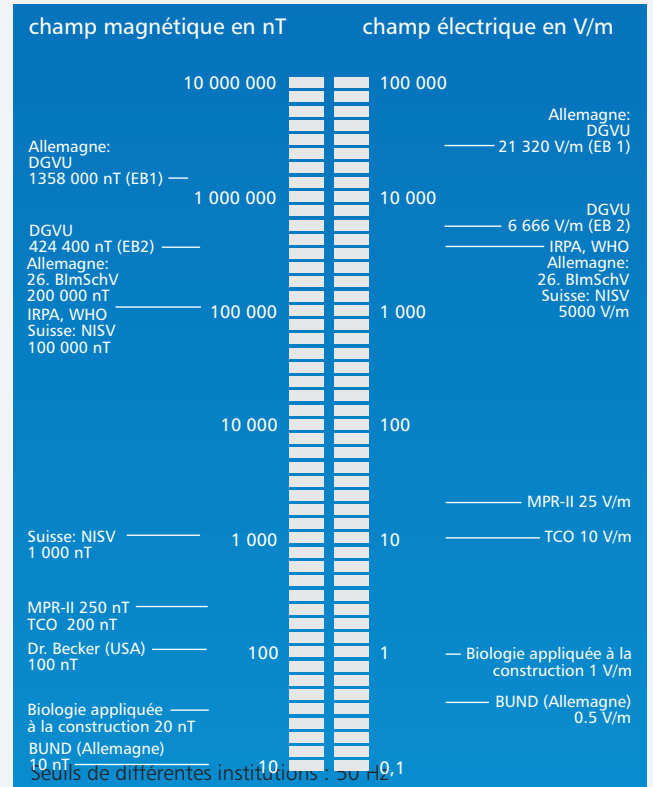 champ magnétique en nT
champ électrique en V/m
10 000 000
100 000
Allemagne:
DGVU
21 320 V/m (EB 1)
Allemagne:
DGVU
1358 000 nT (EB1)
1 000 000
10 000
DGVU
6 666 V/m (EB 2)
DGVU
424 400 nT (EB2)
IRPA, WHO
Allemagne:
26. BImSchV
Suisse: NISV
5000 V/m
Allemagne:
26. BImSchV
200 000 nT
IRPA, WHO
Suisse: NISV
100 000 nT
100 000
1 000
10 000
100
MPR-II 25 V/m
Suisse: NISV
1 000 nT
1 000
10
TCO 10 V/m
MPR-II 250 nT
TCO 200 nT
Dr. Becker (USA)
100 nT
100
1
Biologie appliquée à la
construction 1 V/m
Biologie appliquée
à la construction 20 nT
BUND (Allemagne)
0.5 V/m
BUND (Allemagne)
10 nT
10
0,1
Seuils de différentes institutions : 50 Hz